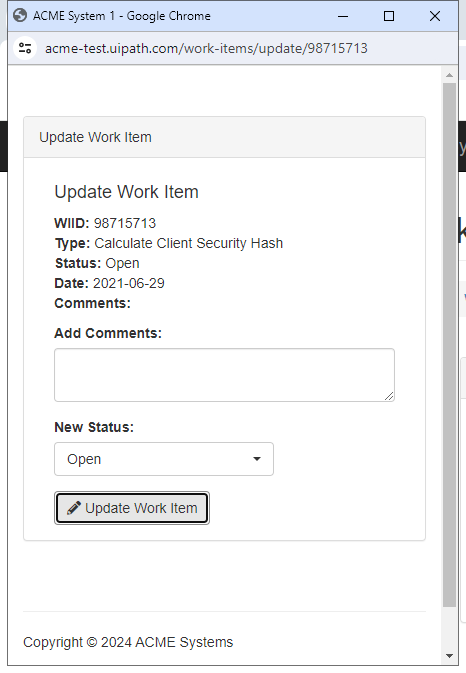 ACME System 1 - Google Chrome
acme-test.uipath.com/work-items/update/98715713
Update Work Item
Update Work Item
WIID: 98715713
Type: Calculate Client Security Hash
Status: Open
Date: 2021-06-29
Comments:
Add Comments:
New Status:
Open
Update Work Item
Copyright © 2024 ACME Systems